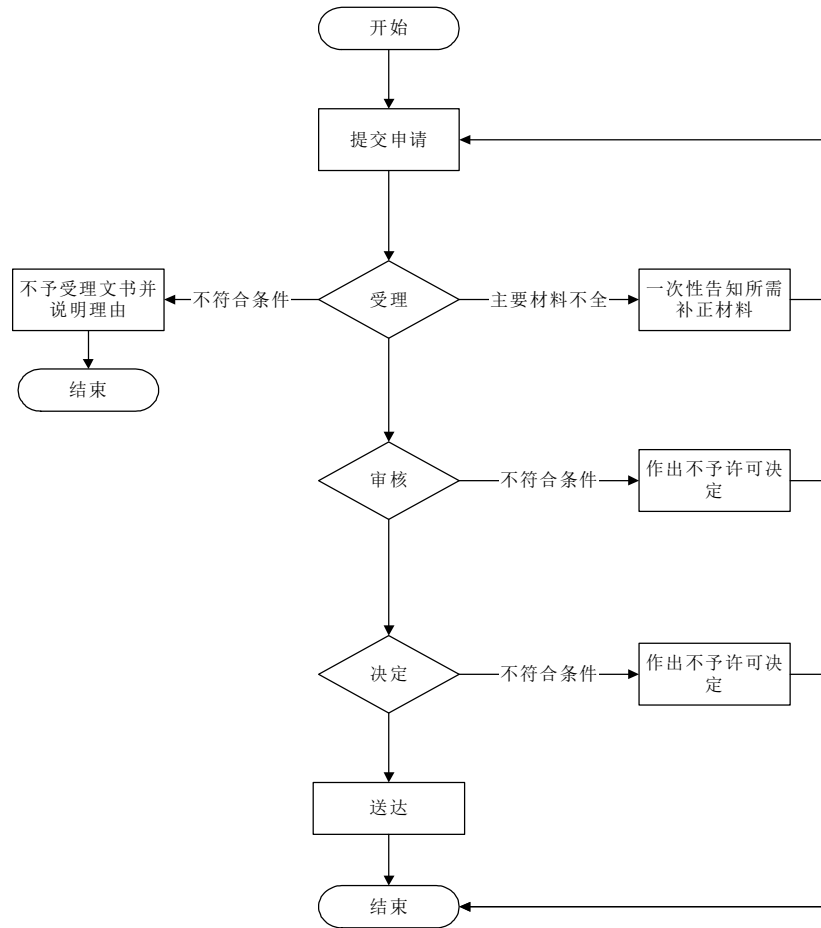 开始
提交申请
不予受理文书并
说明理由
不符合条件
受理
主要材料不全
一次性告知所需
补正材料
结束
审核
不符合条件
作出不予许可决
定
决定
不符合条件
作出不予许可决
定
送达
结束